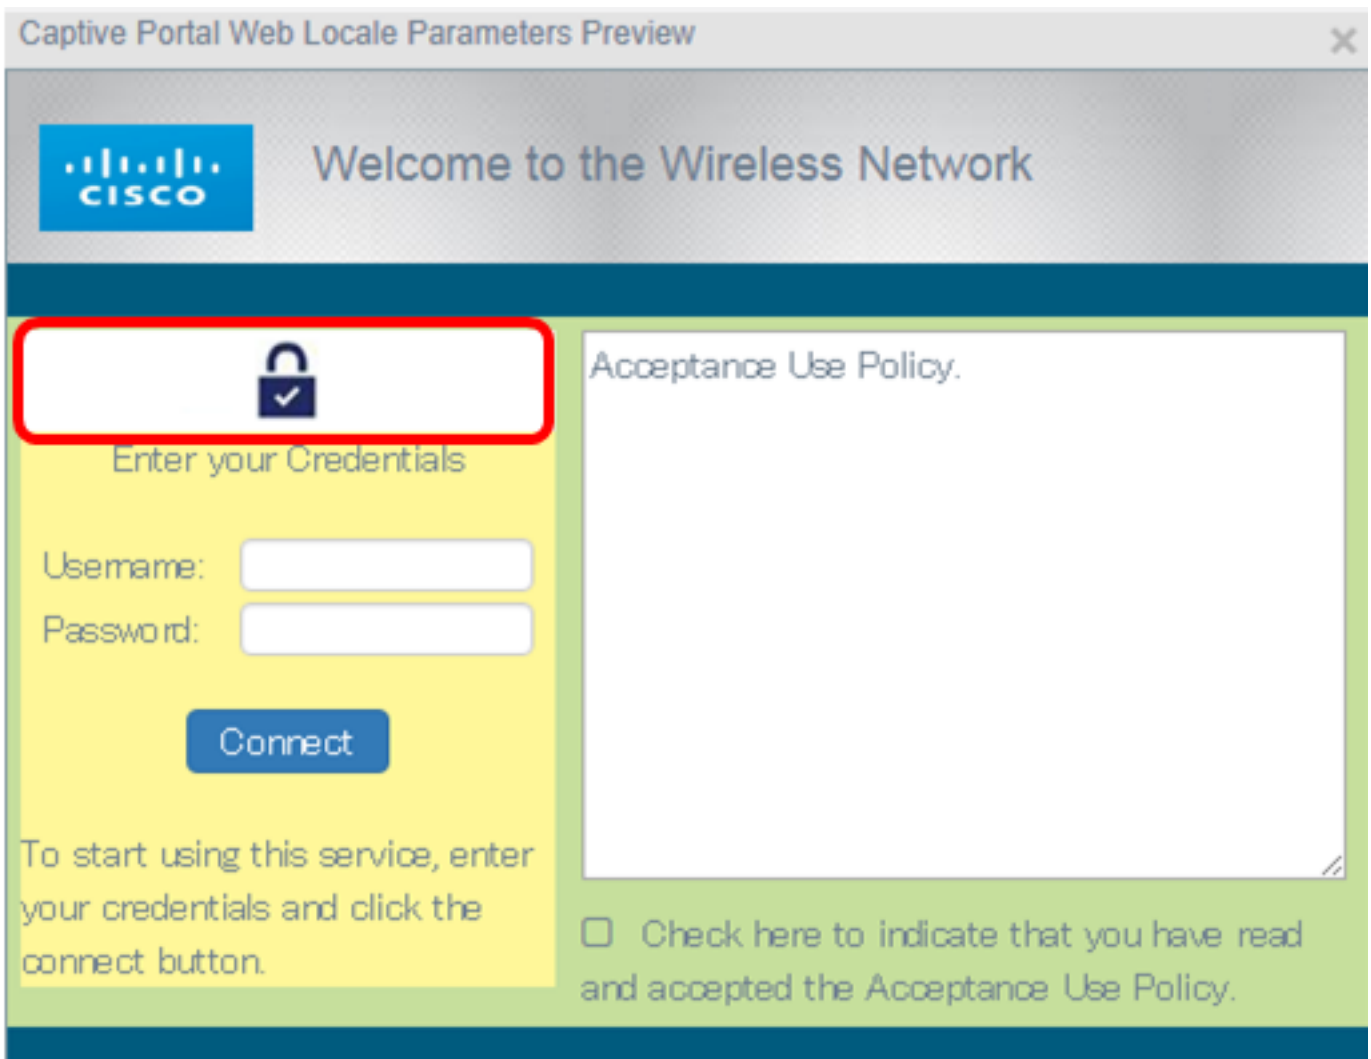 Captive Portal Web Locale Parameters Preview
CISCO
Welcome to the Wireless Network
Enter your Credentials
Username:
Password:
Connect
To start using this service, enter
your credentials and click the
connect button.
Acceptance Use Policy.
Check here to indicate that you have read
and accepted the Acceptance Use Policy.